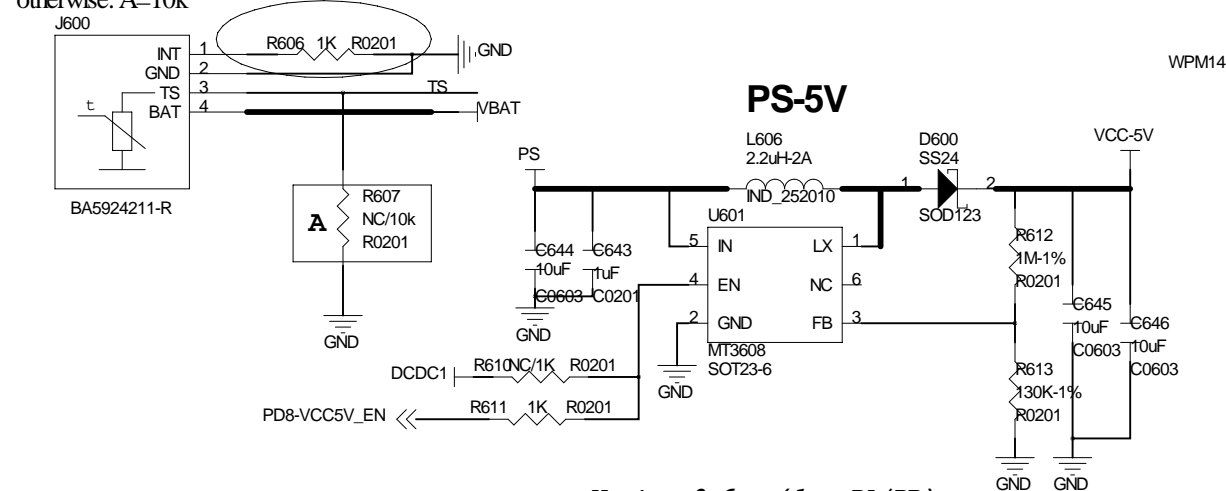 otherwise: A=10k
J600
INT 1 R606 1K R0201 GND
GND 2
TS 3 TS
BAT 4 VBAT
t
BA5924211-R
WPM14
PS-5V
A
R607
NC/10k
R0201
GND
PS
L606
2.2uH-2A
IND_252010
D600
SS24
1 2
SOD123
VCC-5V
U601
5 IN LX 1
4 EN NC 6
2 GND FB 3
MT3608
SOT23-6
C644
10uF
C0603
C643
1uF
C0201
GND
GND
R612
1M-1%
R0201
C645
10uF
C0603
C646
10uF
C0603
R613
130K-1%
R0201
DCDC1 R610 NC/1K R0201
PD8-VCC5V_EN R611 1K R0201
GND GND